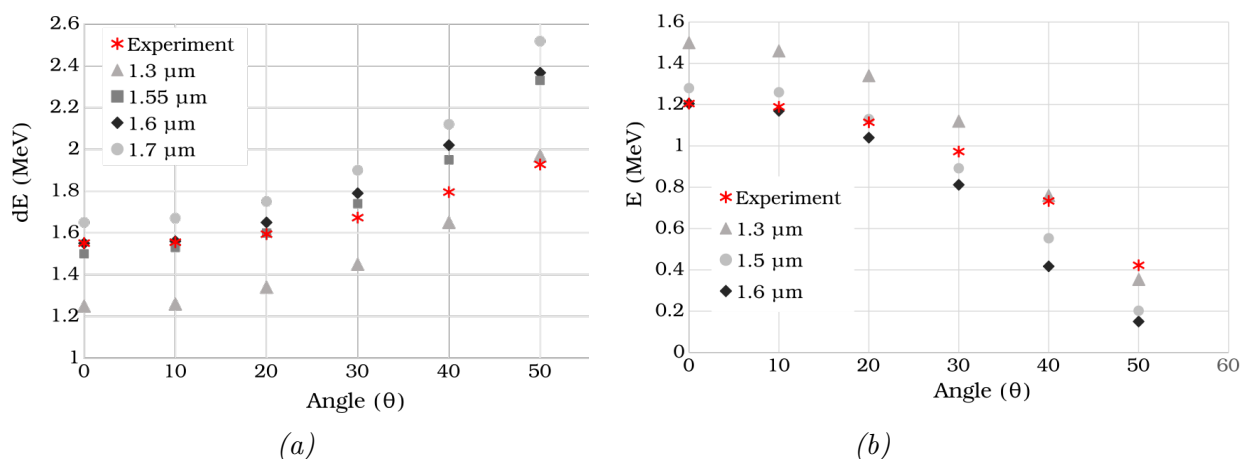 2.6
2.4
2.2
2
1.8
1.6
1.4
1.2
1
dE (MeV)
Experiment
1.3 µm
1.55 µm
1.6 µm
1.7 µm
0 10 20 30 40 50
Angle (θ)
(a)
1.6
1.4
1.2
1
0.8
0.6
0.4
0.2
0
E (MeV)
Experiment
1.3 µm
1.5 µm
1.6 µm
0 10 20 30 40 50 60
Angle (θ)
(b)